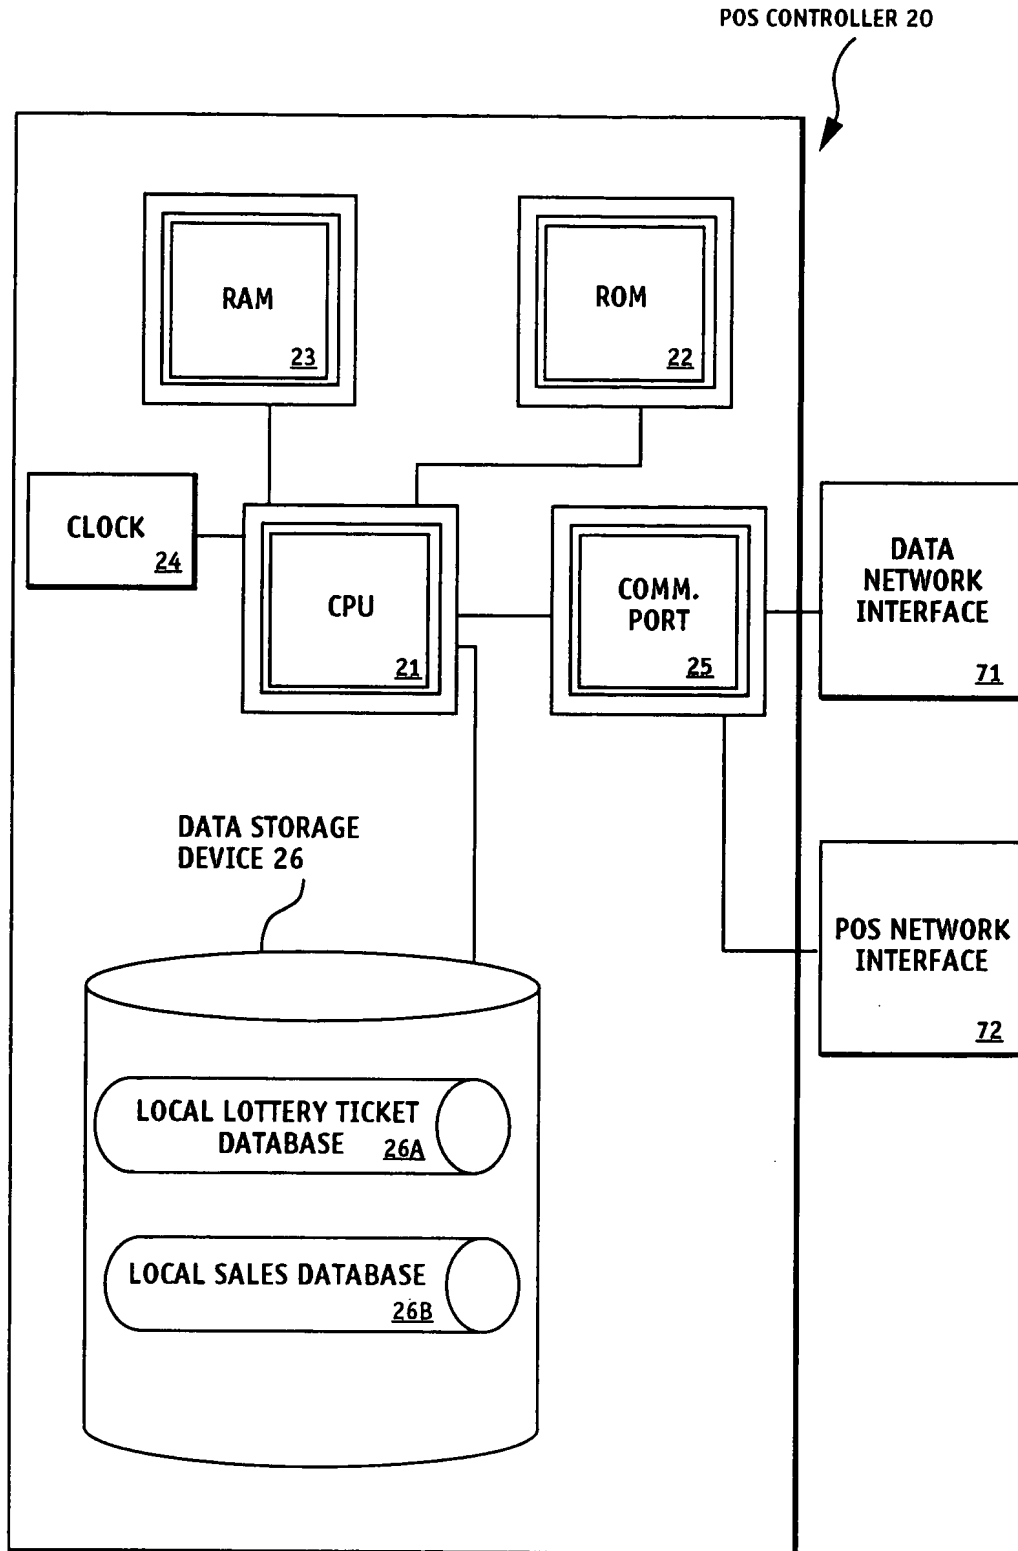 POS CONTROLLER 20
RAM
23
ROM
22
CLOCK
24
CPU
21
COMM.
PORT
25
DATA
NETWORK
INTERFACE
71
DATA STORAGE
DEVICE 26
POS NETWORK
INTERFACE
72
LOCAL LOTTERY TICKET
DATABASE 26A
LOCAL SALES DATABASE
26B